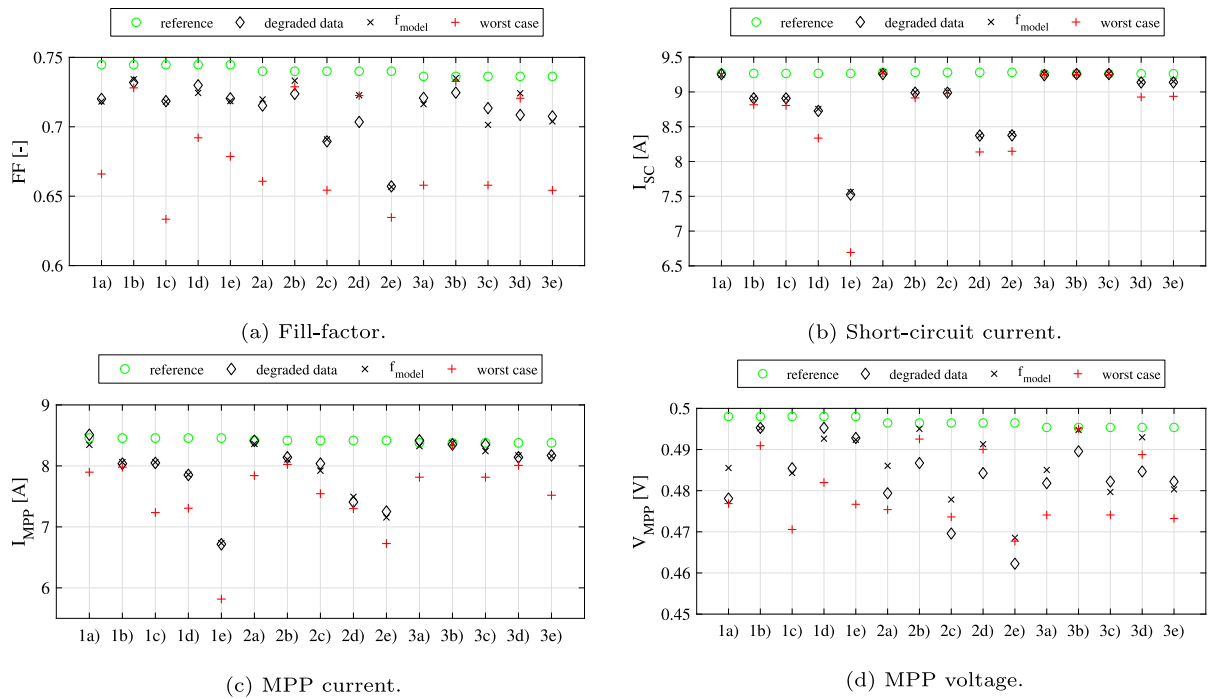 reference degraded data f_model worst case
0.75
0.7
0.65
0.6
FF [-]
1a) 1b) 1c) 1d) 1e) 2a) 2b) 2c) 2d) 2e) 3a) 3b) 3c) 3d) 3e)
(a) Fill-factor.
reference degraded data f_model worst case
9.5
9
8.5
8
7.5
7
6.5
I_SC [A]
1a) 1b) 1c) 1d) 1e) 2a) 2b) 2c) 2d) 2e) 3a) 3b) 3c) 3d) 3e)
(b) Short-circuit current.
reference degraded data f_model worst case
9
8
7
6
I_MPP [A]
1a) 1b) 1c) 1d) 1e) 2a) 2b) 2c) 2d) 2e) 3a) 3b) 3c) 3d) 3e)
(c) MPP current.
reference degraded data f_model worst case
0.5
0.49
0.48
0.47
0.46
0.45
V_MPP [V]
1a) 1b) 1c) 1d) 1e) 2a) 2b) 2c) 2d) 2e) 3a) 3b) 3c) 3d) 3e)
(d) MPP voltage.